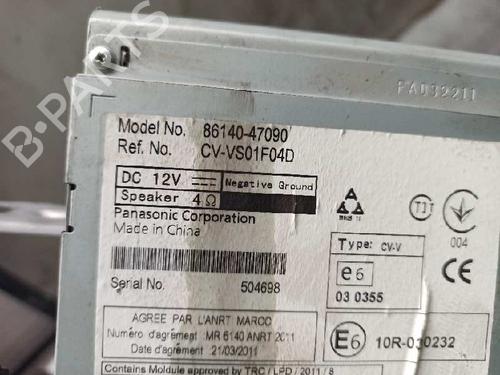 B-PARTS
PA032211
Model No. 86140-47090
Ref. No. CV-VS01F04D
DC 12V Negative Ground
Speaker 4Ω
Panasonic Corporation
Made in China
Serial No. 504698
TJT
004
Type: CV-V
e6
03 0355
CE
AGREE PAR L'ANRT MAROC
Numéro d'agrément MR 6140 ANRT 2011
Date d'agrément 21/03/2011
E6 10R-030232
Contains Moldule approved by TRC / LPD / 2011 / 8